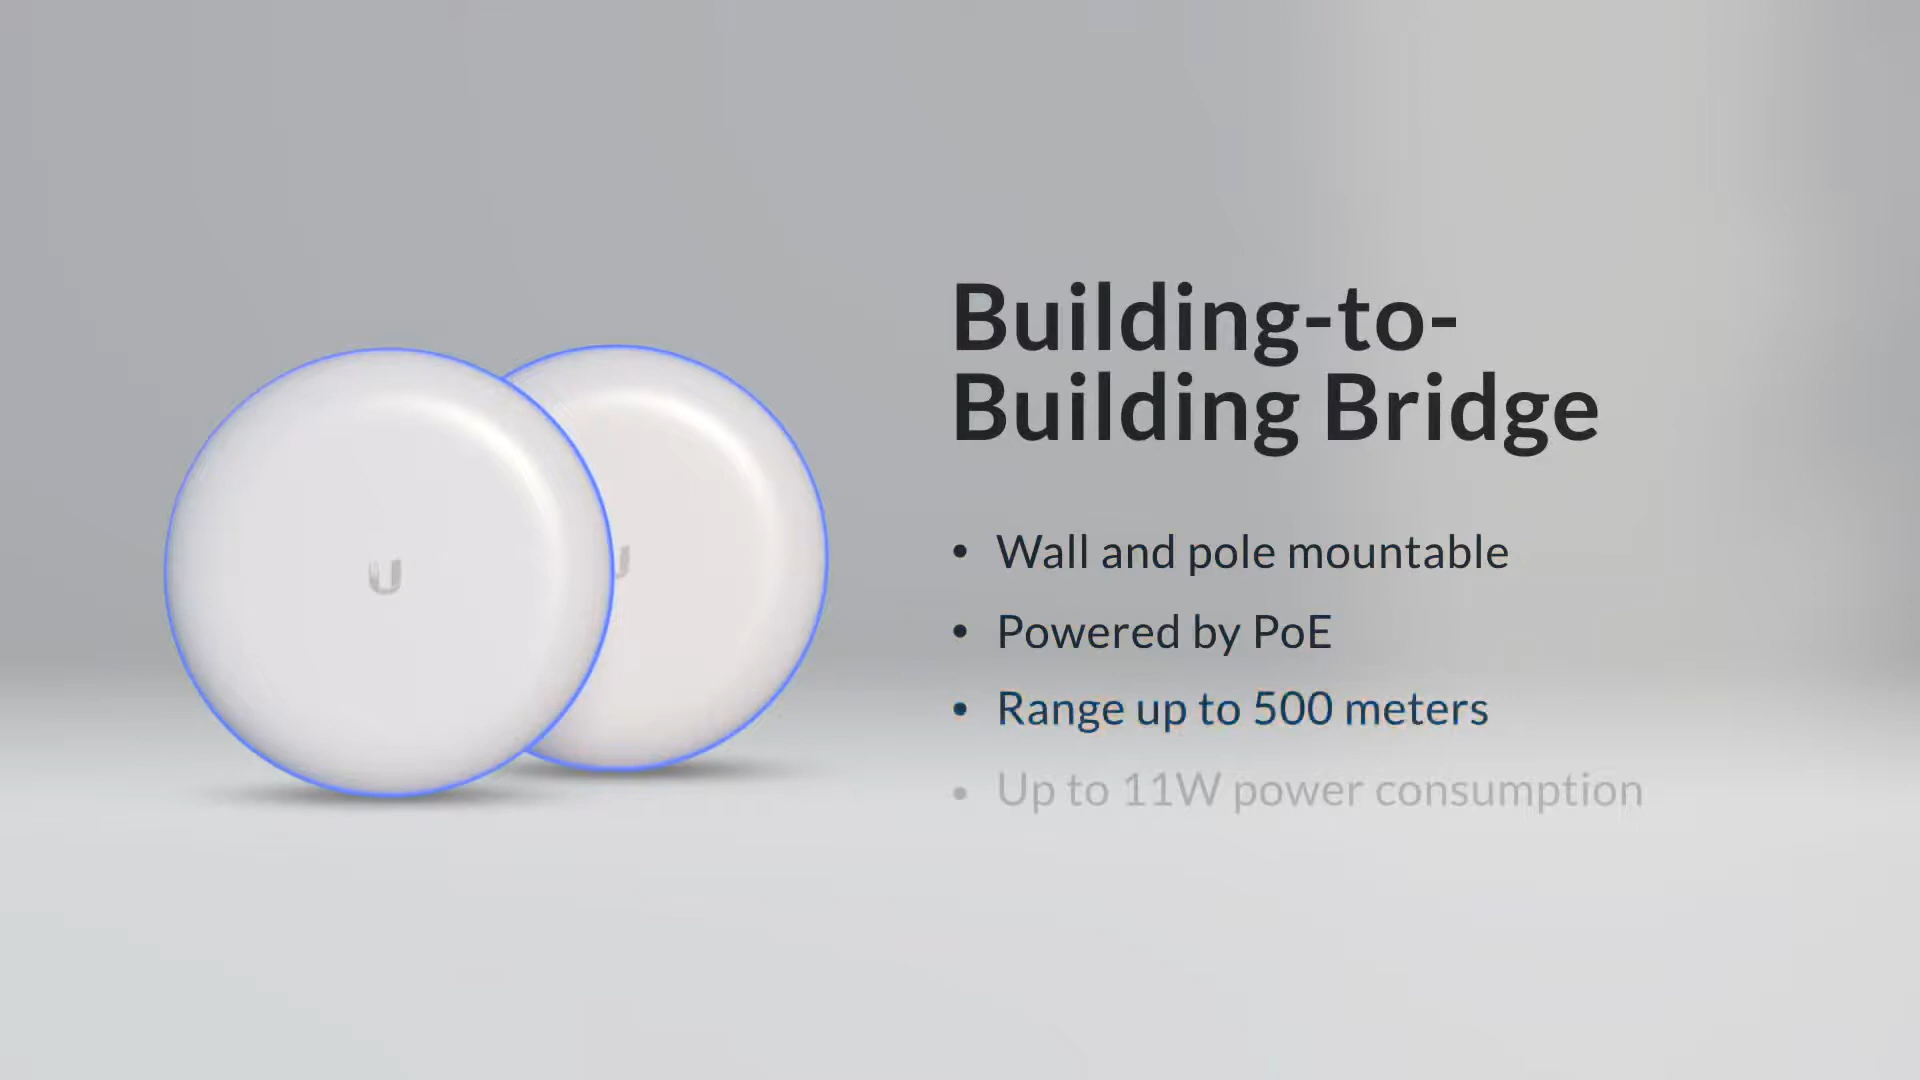 Building-to-
Building Bridge
• Wall and pole mountable
• Powered by PoE
• Range up to 500 meters
• Up to 11W power consumption